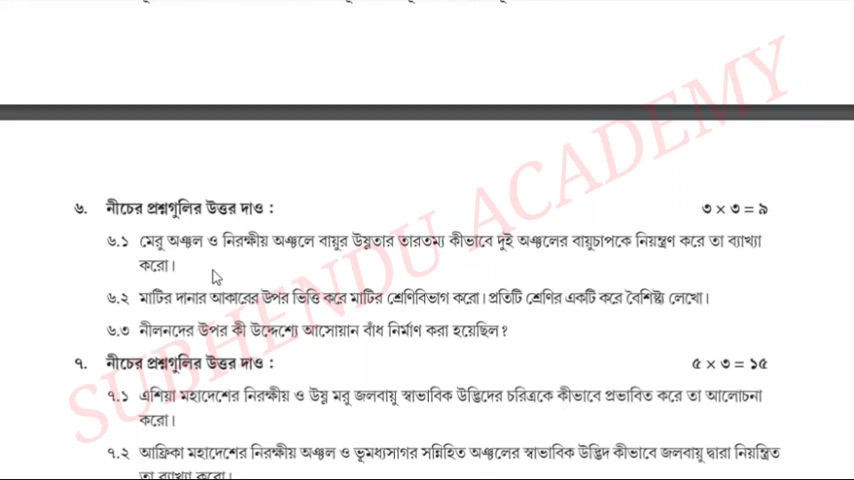 ৬. নীচের প্রশ্নগুলির উত্তর দাও : ৩ × ৩ = ৯
৬.১ মেরু অঞ্চল ও নিরক্ষীয় অঞ্চলে বায়ুর উষ্ণতার তারতম্য কীভাবে দুই অঞ্চলের বায়ুচাপকে নিয়ন্ত্রণ করে তা ব্যাখ্যা
করো।
৬.২ মাটির দানার আকারের উপর ভিত্তি করে মাটির শ্রেণিবিভাগ করো। প্রতিটি শ্রেণির একটি করে বৈশিষ্ট্য লেখো।
৬.৩ নীলনদের উপর কী উদ্দেশ্যে আসোয়ান বাঁধ নির্মাণ করা হয়েছিল?
৭. নীচের প্রশ্নগুলির উত্তর দাও : ৫ × ৩ = ১৫
৭.১ এশিয়া মহাদেশের নিরক্ষীয় ও উষ্ণ মরু জলবায়ু স্বাভাবিক উদ্ভিদের চরিত্রকে কীভাবে প্রভাবিত করে তা আলোচনা
করো।
৭.২ আফ্রিকা মহাদেশের নিরক্ষীয় অঞ্চল ও ভূমধ্যসাগর সন্নিহিত অঞ্চলের স্বাভাবিক উদ্ভিদ কীভাবে জলবায়ু দ্বারা নিয়ন্ত্রিত
তা ব্যাখ্যা করো।
SUBHENDU ACADEMY